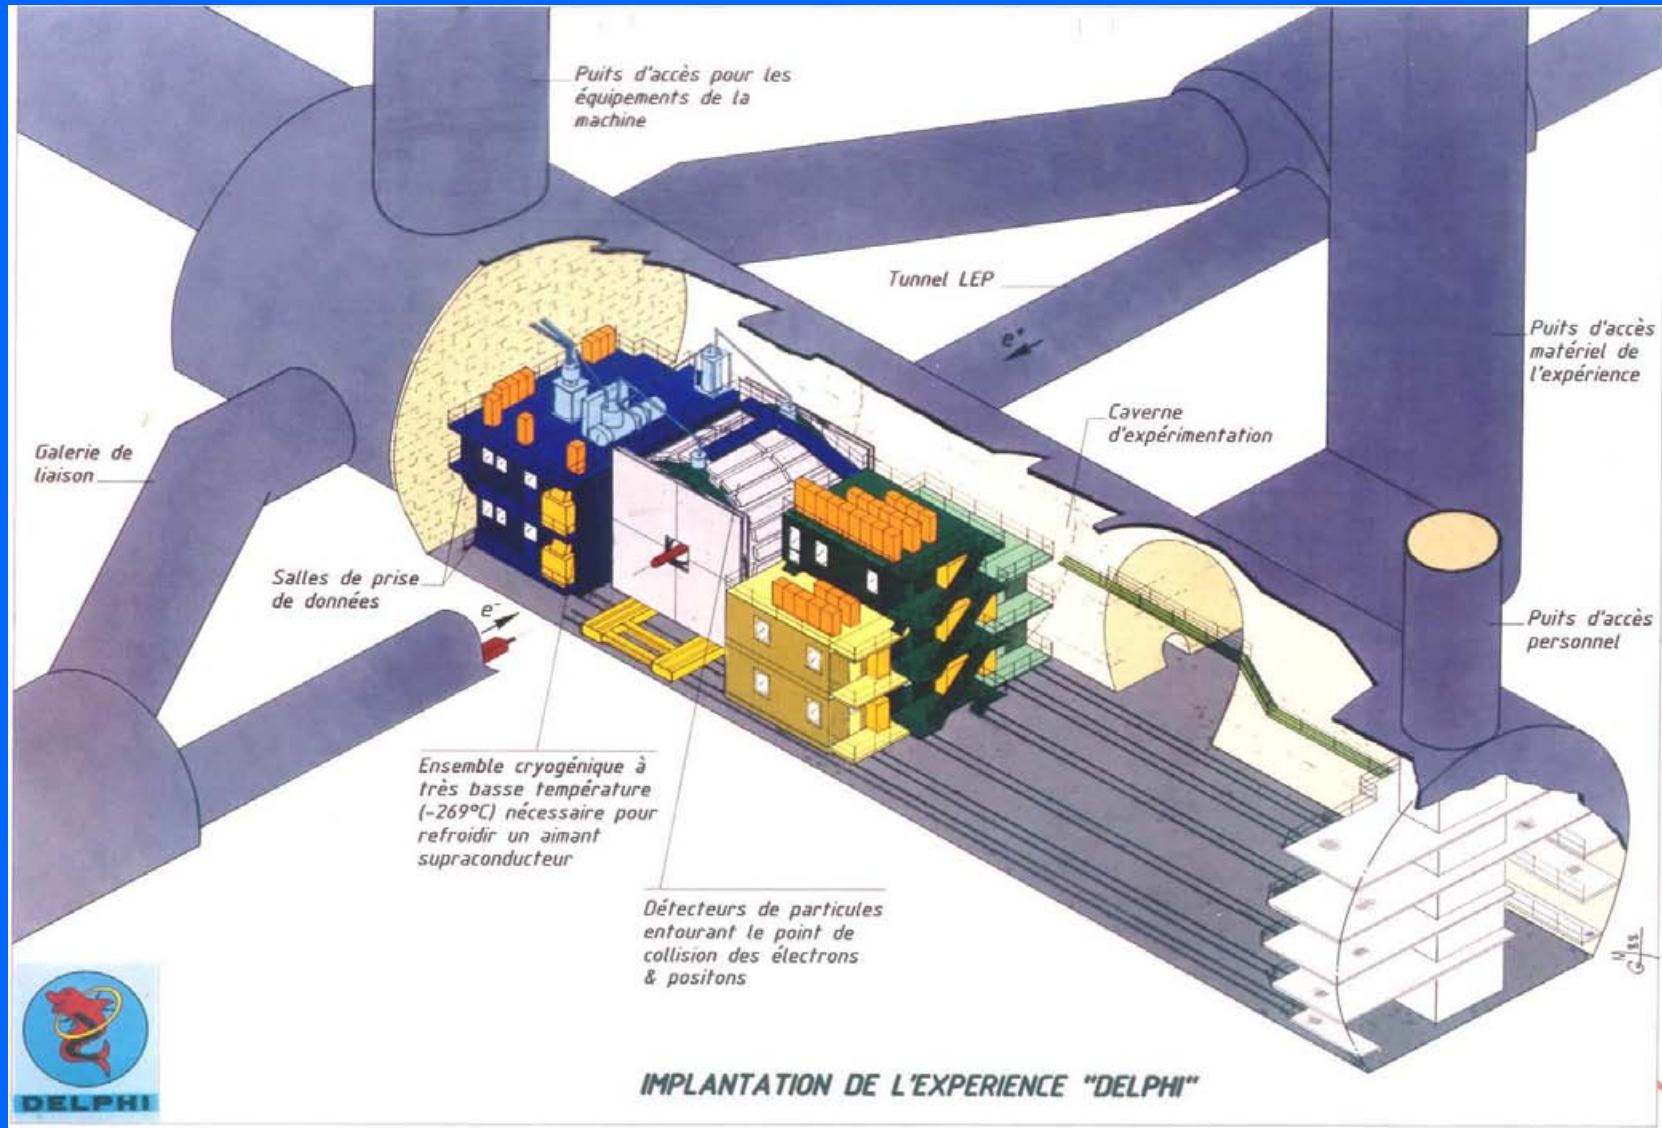 Puits d'accès pour les
équipements de la
machine
Tunnel LEP
e+
Puits d'accès
matériel de
l'expérience
Caverne
d'expérimentation
Galerie de
liaison
Salles de prise
de données
e-
Puits d'accès
personnel
Ensemble cryogénique à
très basse température
(-269°C) nécessaire pour
refroidir un aimant
supraconducteur
Détecteurs de particules
entourant le point de
collision des électrons
& positons
DELPHI
IMPLANTATION DE L'EXPERIENCE "DELPHI"